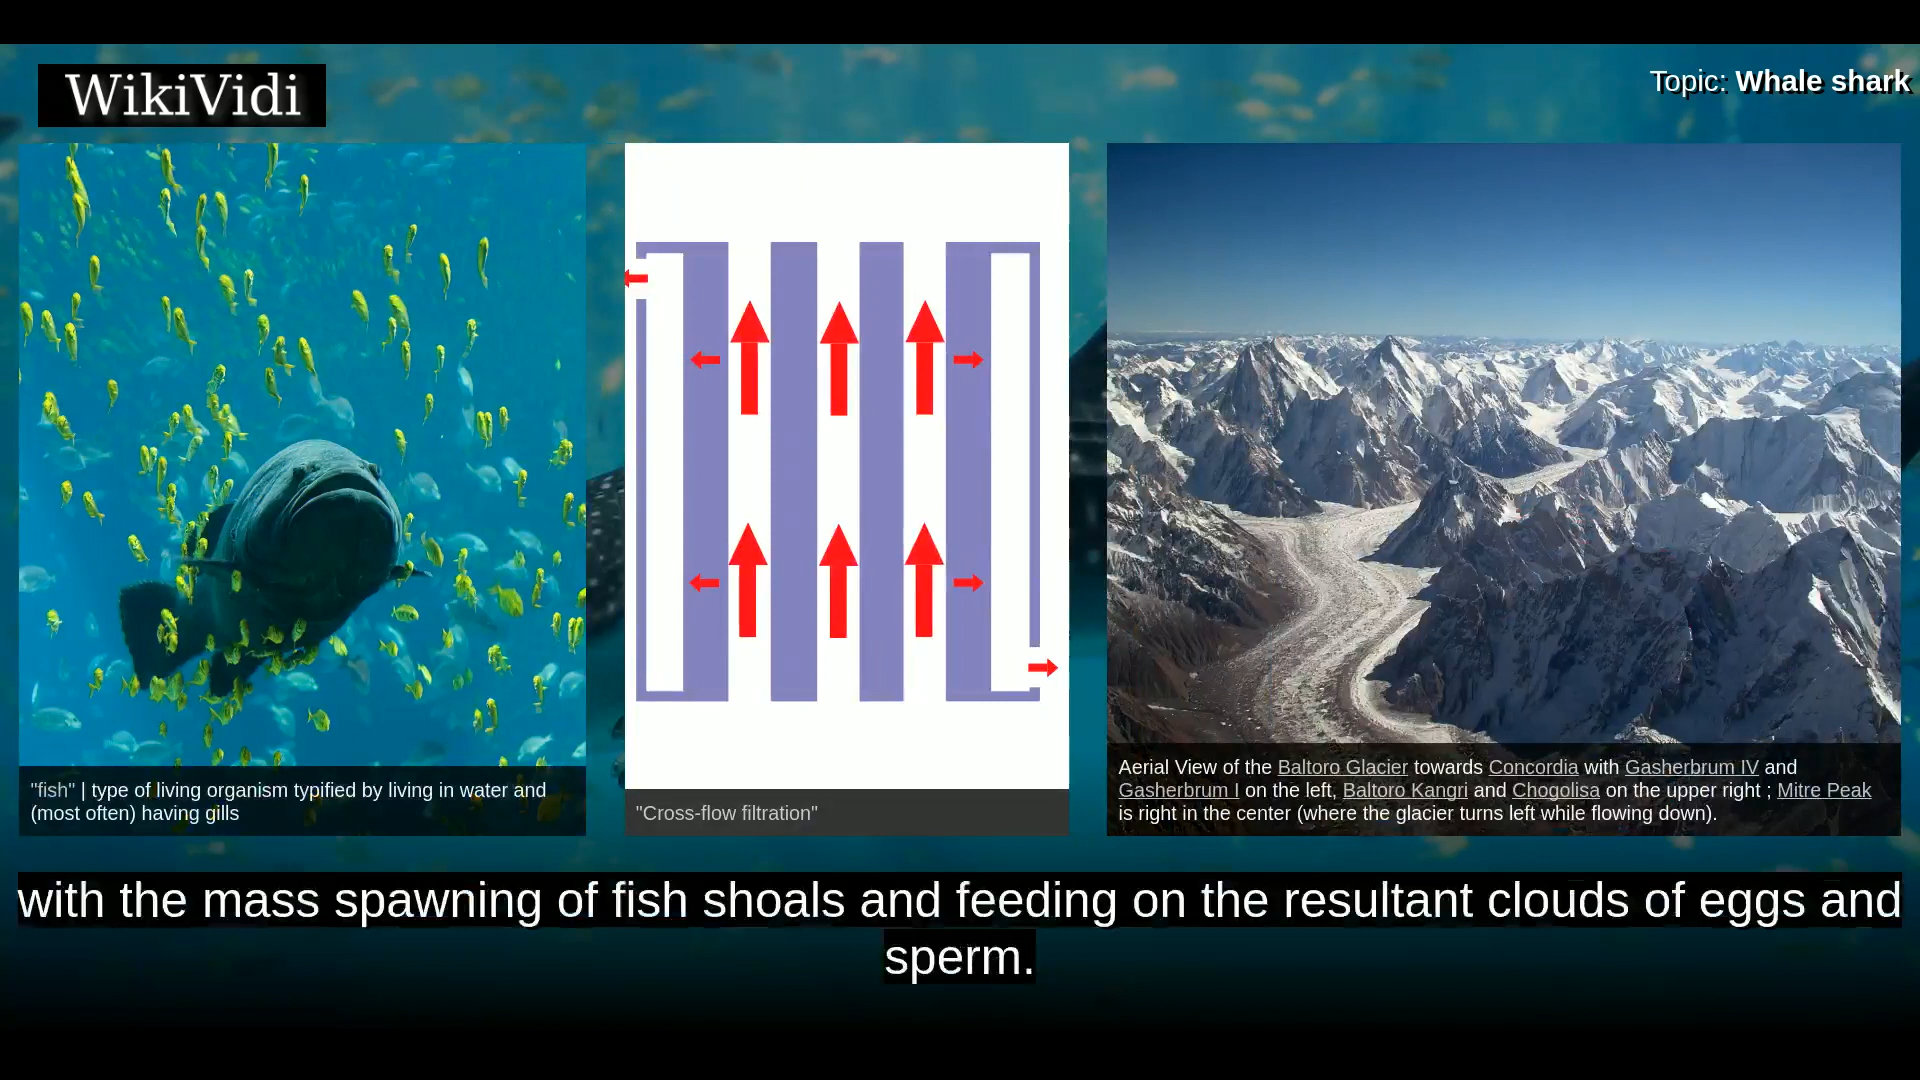 WikiVidi
Topic: Whale shark
"fish" | type of living organism typified by living in water and
(most often) having gills
"Cross-flow filtration"
Aerial View of the Baltoro Glacier towards Concordia with Gasherbrum IV and
Gasherbrum I on the left, Baltoro Kangri and Chogolisa on the upper right ; Mitre Peak
is right in the center (where the glacier turns left while flowing down).
with the mass spawning of fish shoals and feeding on the resultant clouds of eggs and
sperm.